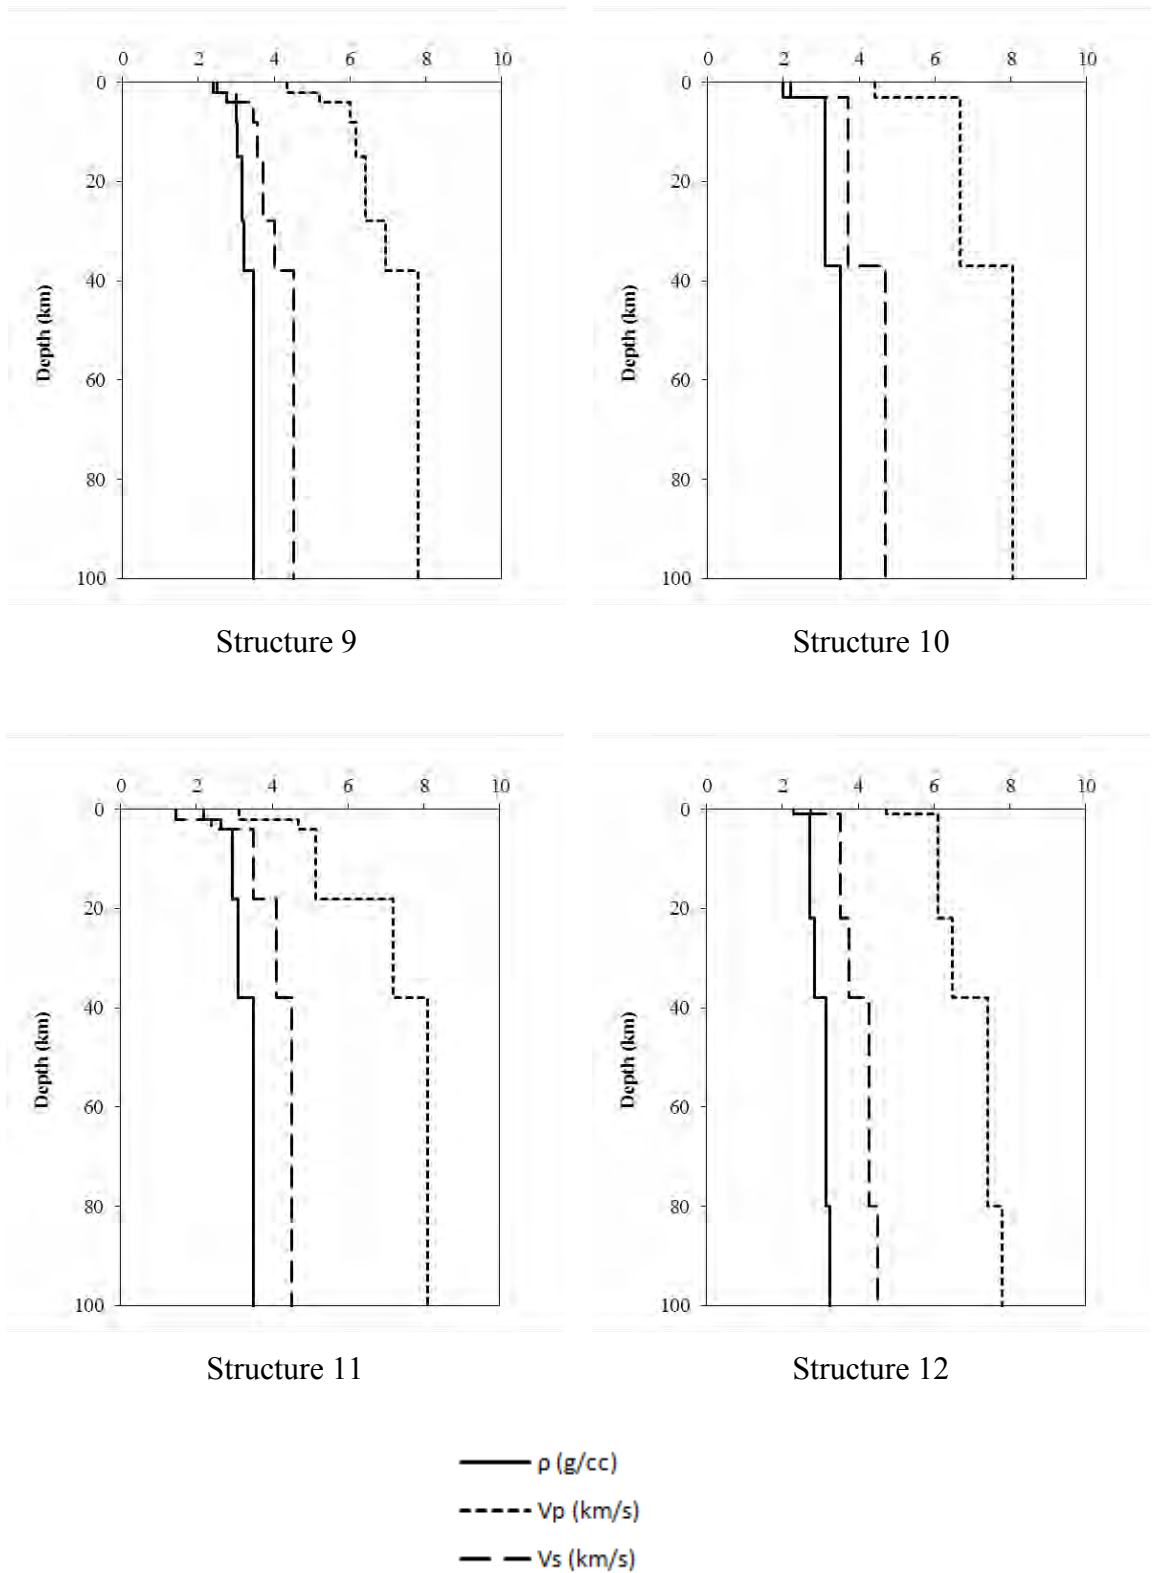 0 2 4 6 8 10
0
20
40
60
80
100
Depth (km)
Structure 9
0 2 4 6 8 10
0
20
40
60
80
100
Depth (km)
Structure 10
0 2 4 6 8 10
0
20
40
60
80
100
Depth (km)
Structure 11
0 2 4 6 8 10
0
20
40
60
80
100
Depth (km)
Structure 12
ρ (g/cc)
Vp (km/s)
Vs (km/s)